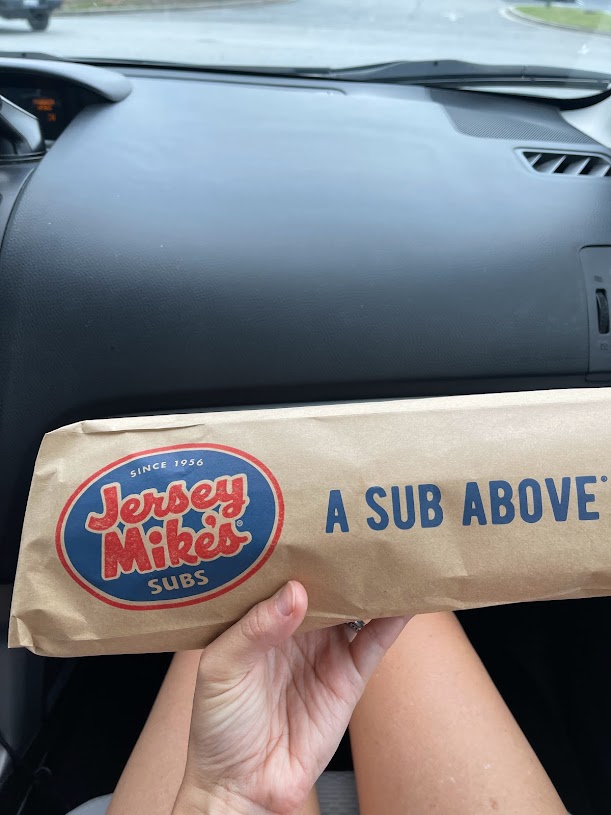 SINCE 1956
Jersey
Mike's®
SUBS
A SUB ABOVE®